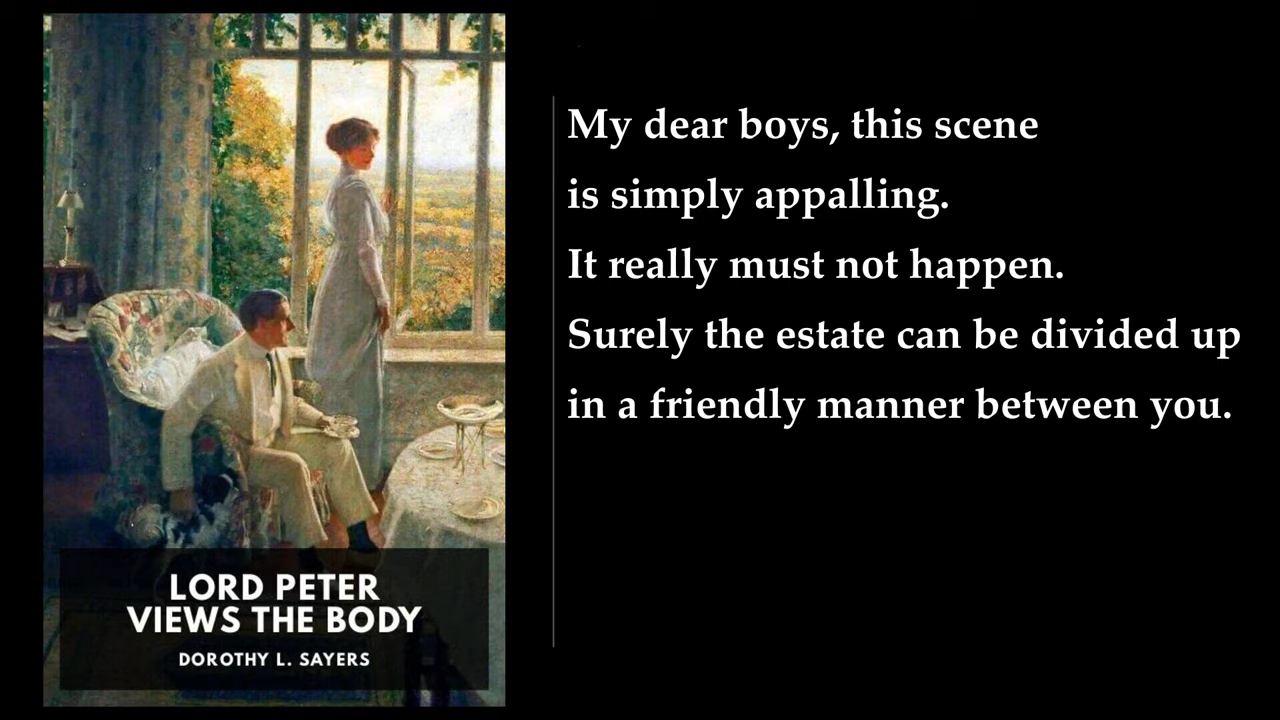 My dear boys, this scene
is simply appalling.
It really must not happen.
Surely the estate can be divided up
in a friendly manner between you.
LORD PETER
VIEWS THE BODY
DOROTHY L. SAYERS